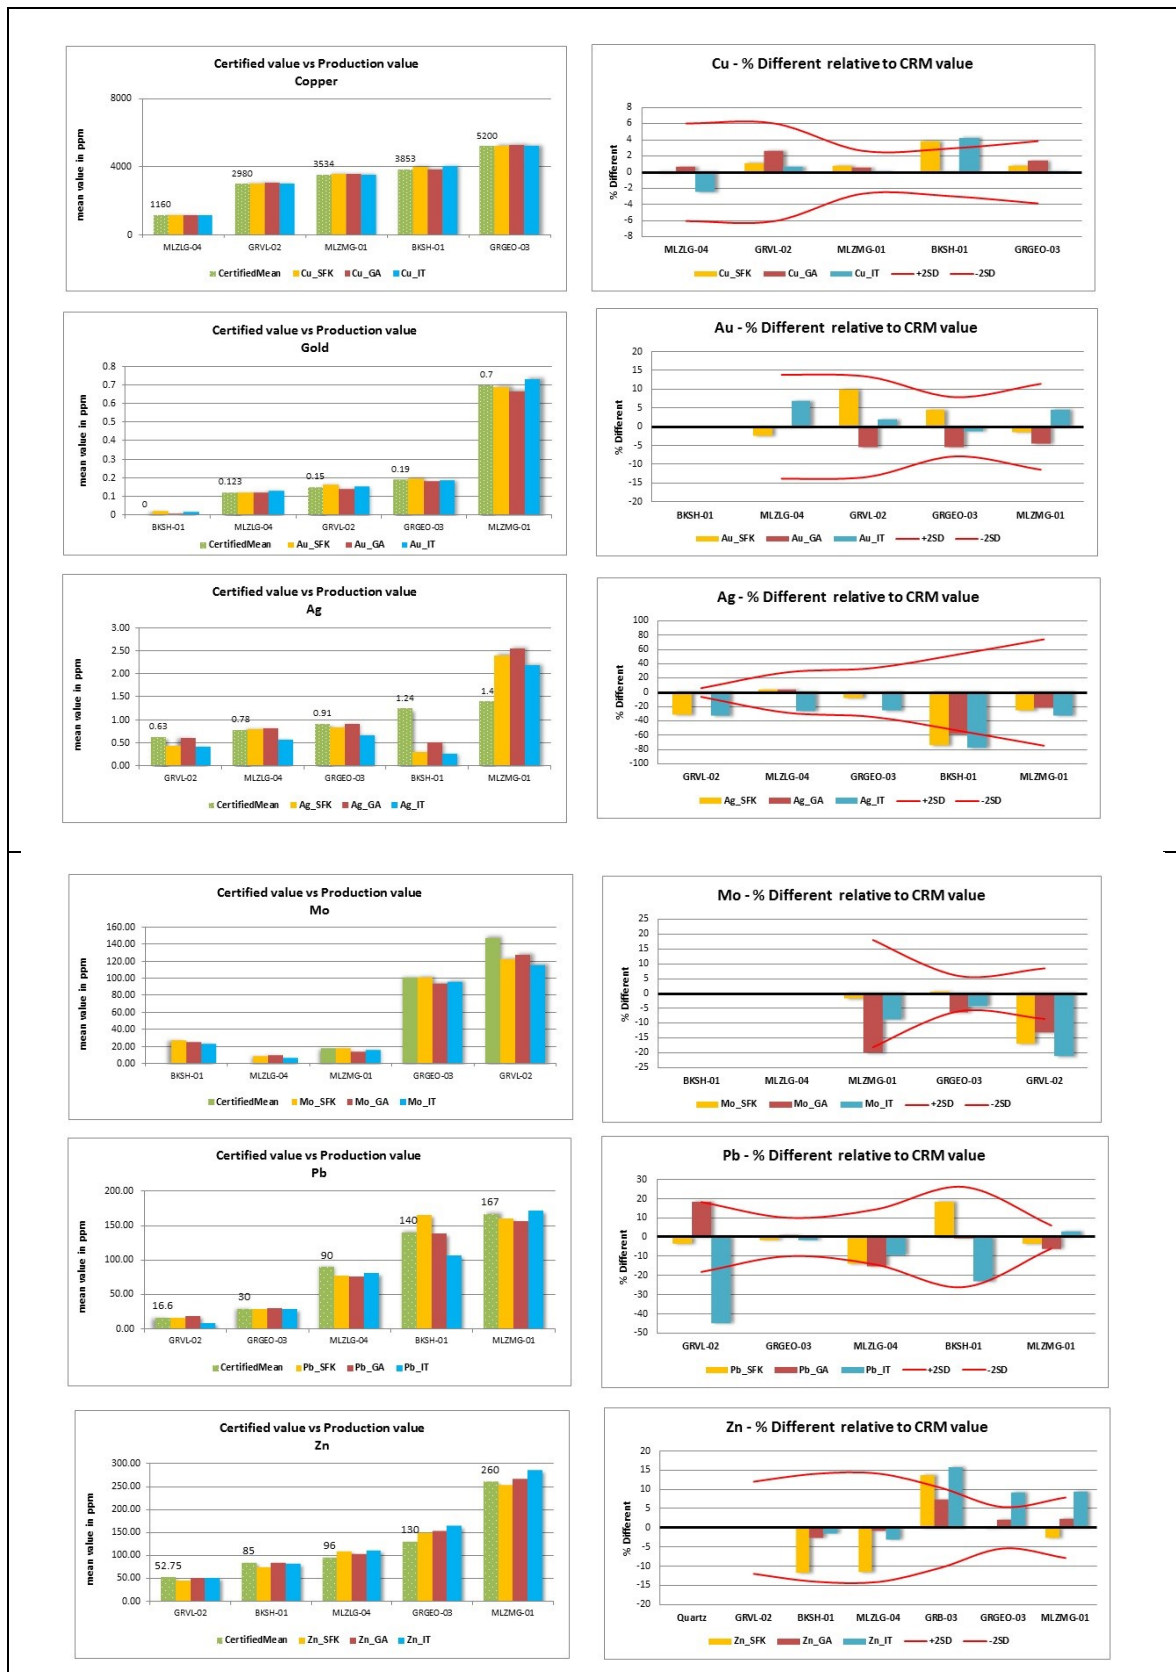 Certified value vs Production value
Copper
mean value in ppm
8000
4000
0
1160
2980
3534
3853
5200
MLZLG-04 GRVL-02 MLZMG-01 BKSH-01 GRGEO-03
CertifiedMean Cu_SFK Cu_GA Cu_IT
Cu - % Different relative to CRM value
% Different
8
6
4
2
0
-2
-4
-6
-8
MLZLG-04 GRVL-02 MLZMG-01 BKSH-01 GRGEO-03
Cu_SFK Cu_GA Cu_IT +2SD -2SD
Certified value vs Production value
Gold
mean value in ppm
0.8
0.7
0.6
0.5
0.4
0.3
0.2
0.1
0
0
0.123
0.15
0.19
0.7
BKSH-01 MLZLG-04 GRVL-02 GRGEO-03 MLZMG-01
CertifiedMean Au_SFK Au_GA Au_IT
Au - % Different relative to CRM value
% Different
20
15
10
5
0
-5
-10
-15
-20
BKSH-01 MLZLG-04 GRVL-02 GRGEO-03 MLZMG-01
Au_SFK Au_GA Au_IT +2SD -2SD
Certified value vs Production value
Ag
mean value in ppm
3.00
2.50
2.00
1.50
1.00
0.50
0.00
0.63
0.78
0.91
1.24
1.4
GRVL-02 MLZLG-04 GRGEO-03 BKSH-01 MLZMG-01
CertifiedMean Ag_SFK Ag_GA Ag_IT
Ag - % Different relative to CRM value
% Different
100
80
60
40
20
0
-20
-40
-60
-80
-100
GRVL-02 MLZLG-04 GRGEO-03 BKSH-01 MLZMG-01
Ag_SFK Ag_GA Ag_IT +2SD -2SD
Certified value vs Production value
Mo
mean value in ppm
160.00
140.00
120.00
100.00
80.00
60.00
40.00
20.00
0.00
BKSH-01 MLZLG-04 MLZMG-01 GRGEO-03 GRVL-02
CertifiedMean Mo_SFK Mo_GA Mo_IT
Mo - % Different relative to CRM value
% Different
25
20
15
10
5
0
-5
-10
-15
-20
-25
BKSH-01 MLZLG-04 MLZMG-01 GRGEO-03 GRVL-02
Mo_SFK Mo_GA Mo_IT +2SD -2SD
Certified value vs Production value
Pb
mean value in ppm
200.00
150.00
100.00
50.00
0.00
16.6
30
90
140
167
GRVL-02 GRGEO-03 MLZLG-04 BKSH-01 MLZMG-01
CertifiedMean Pb_SFK Pb_GA Pb_IT
Pb - % Different relative to CRM value
% Different
30
20
10
0
-10
-20
-30
-40
-50
GRVL-02 GRGEO-03 MLZLG-04 BKSH-01 MLZMG-01
Pb_SFK Pb_GA Pb_IT +2SD -2SD
Certified value vs Production value
Zn
mean value in ppm
300.00
250.00
200.00
150.00
100.00
50.00
0.00
52.75
85
96
130
260
GRVL-02 BKSH-01 MLZLG-04 GRGEO-03 MLZMG-01
CertifiedMean Zn_SFK Zn_GA Zn_IT
Zn - % Different relative to CRM value
% Different
20
15
10
5
0
-5
-10
-15
-20
Quartz GRVL-02 BKSH-01 MLZLG-04 GRB-03 GRGEO-03 MLZMG-01
Zn_SFK Zn_GA Zn_IT +2SD -2SD